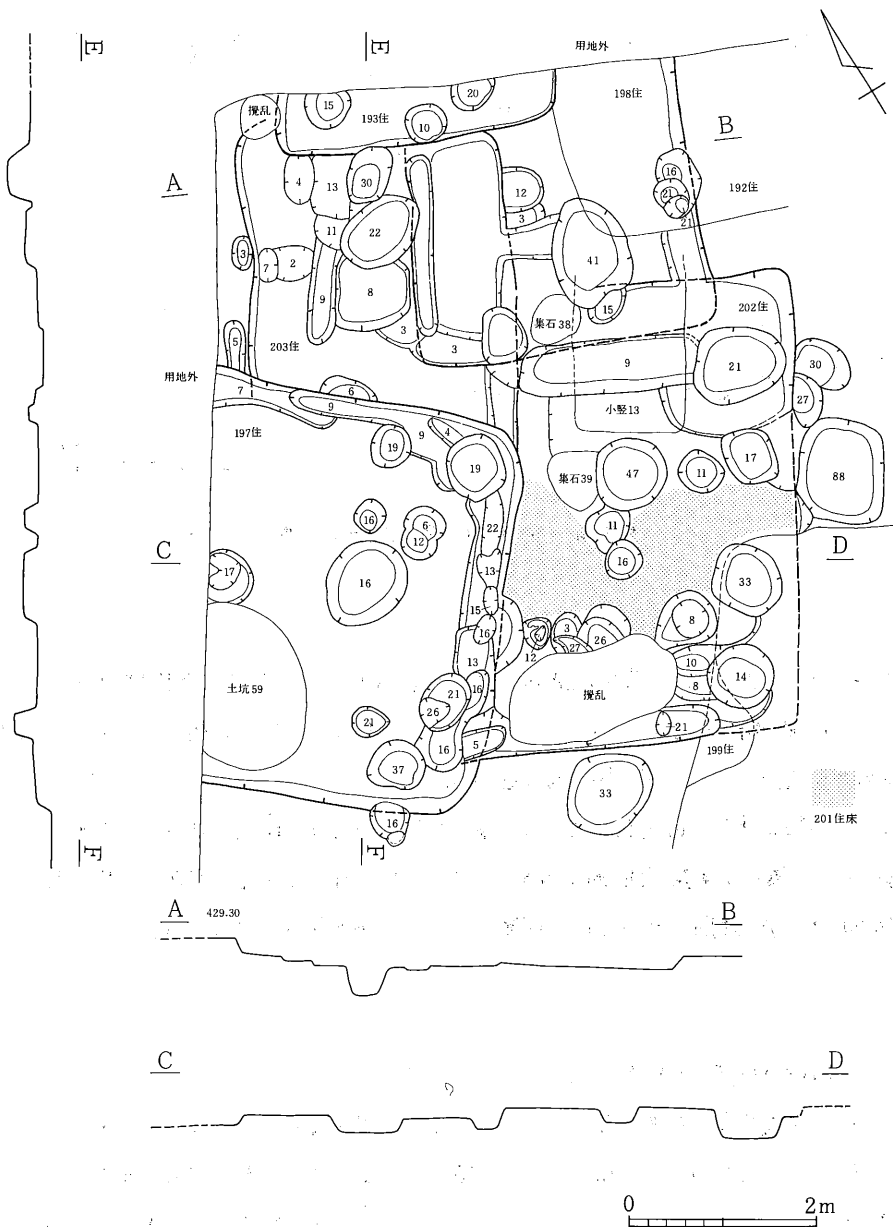 E E 用地外
攪乱 15 193住 20 10 198住 B
A 4 13 30 12 3 16 21 21 192住
11 22 41
3 7 2 9 8 3 3 集石38 15 202住
5 203住 9 21 30
用地外 7 6 小竪13 27
197住 9 9 4
19 19 集石39 47 11 17 88
16 6 12 22 11
C 17 16 13 16 33 D
15 16 12 3 27 26 8
土坑59 13 16 10 8 14
21 26 21 攪乱 21
16 5 199住
37 33
16 201住床
E E
A 429.30 B
C D
0 2m